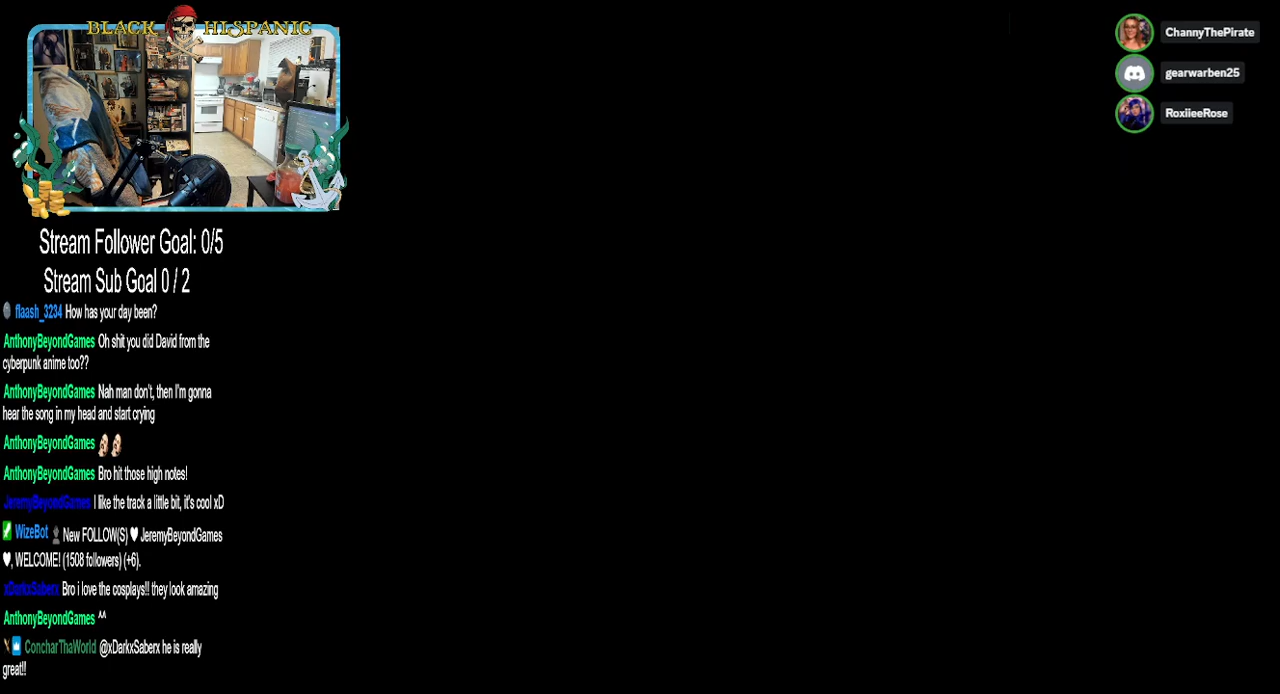 BLACK HISPANIC
ChannyThePirate
gearwarben25
RoxiieeRose
Stream Follower Goal: 0/5
Stream Sub Goal 0 / 2
flaash_3234 How has your day been?
AnthonyBeyondGames Oh shit you did David from the
cyberpunk anime too??
AnthonyBeyondGames Nah man don't, then I'm gonna
hear the song in my head and start crying
AnthonyBeyondGames
AnthonyBeyondGames Bro hit those high notes!
JeremyBeyondGames I like the track a little bit, it's cool xD
WizeBot New FOLLOW(S) ♥ JeremyBeyondGames
♥, WELCOME! (1508 followers) (+6).
xDarkxSaberx Bro i love the cosplays!! they look amazing
AnthonyBeyondGames ^^
ConcharThaWorld @xDarkxSaberx he is really
great!!